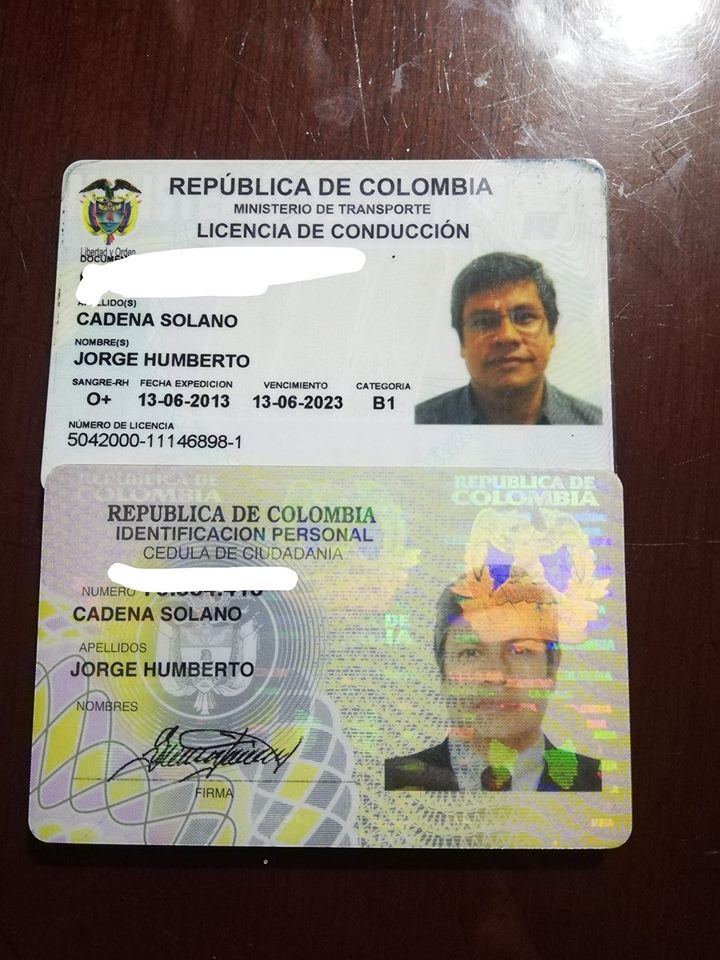 REPÚBLICA DE COLOMBIA
MINISTERIO DE TRANSPORTE
LICENCIA DE CONDUCCIÓN
Libertad y Orden
APELLIDO(S)
CADENA SOLANO
NOMBRE(S)
JORGE HUMBERTO
SANGRE-RH FECHA EXPEDICION VENCIMIENTO CATEGORIA
O+ 13-06-2013 13-06-2023 B1
NÚMERO DE LICENCIA
5042000-11146898-1
REPUBLICA DE COLOMBIA
REPUBLICA DE COLOMBIA
REPUBLICA DE COLOMBIA
IDENTIFICACION PERSONAL
CEDULA DE CIUDADANIA
NUMERO
CADENA SOLANO
APELLIDOS
JORGE HUMBERTO
NOMBRES
FIRMA